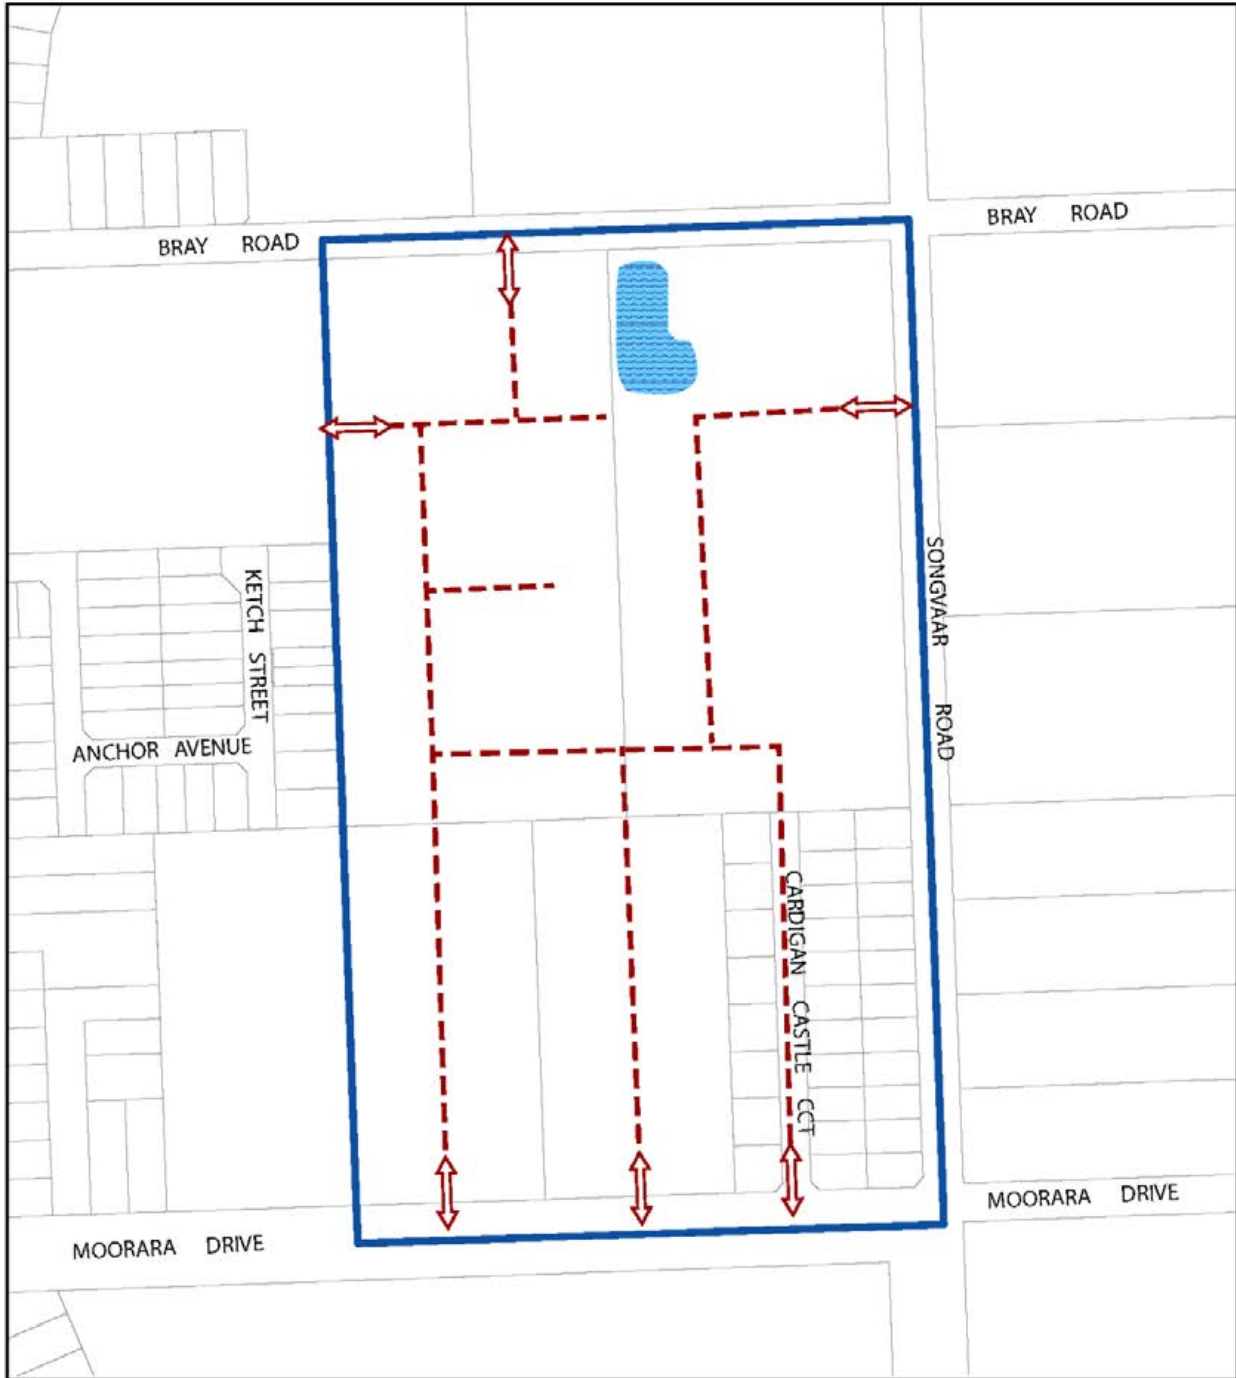 BRAY ROAD
BRAY ROAD
KETCH STREET
SONGVAAR ROAD
ANCHOR AVENUE
CARDIGAN CASTLE CCT
MOORARA DRIVE
MOORARA DRIVE